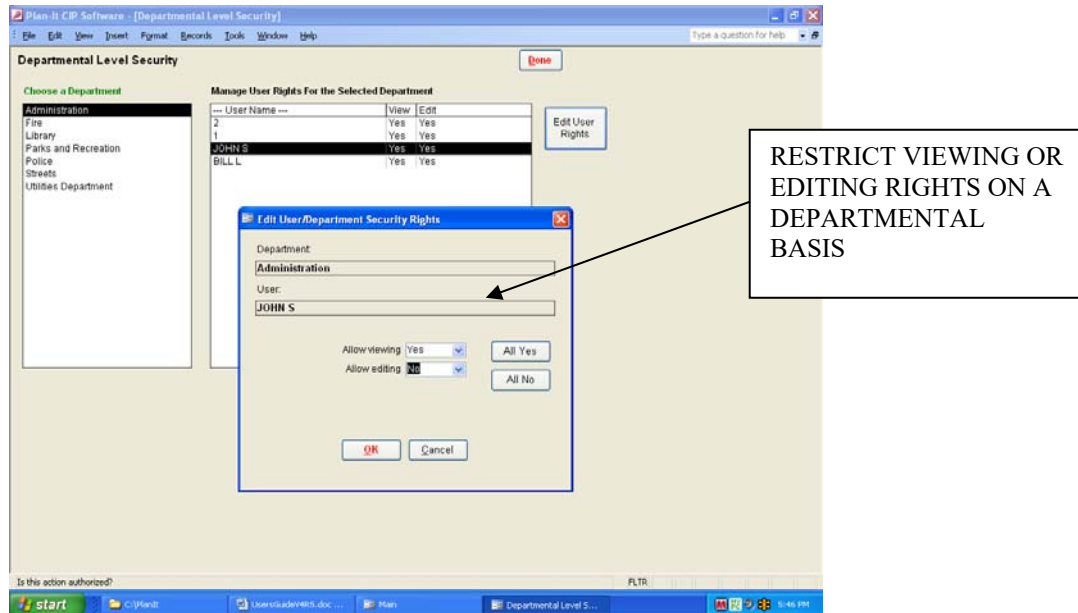 Plan-It CIP Software - [Departmental Level Security]
File Edit View Insert Format Records Tools Window Help
Type a question for help
Departmental Level Security
Done
Choose a Department
Manage User Rights For the Selected Department
Administration
Fire
Library
Parks and Recreation
Police
Streets
Utilities Department
--- User Name --- View Edit
2 Yes Yes
1 Yes Yes
JOHN S Yes Yes
BILL L Yes Yes
Edit User
Rights
RESTRICT VIEWING OR
EDITING RIGHTS ON A
DEPARTMENTAL
BASIS
Edit User/Department Security Rights
Department:
Administration
User:
JOHN S
Allow viewing Yes
All Yes
Allow editing No
All No
OK Cancel
Is this action authorized?
FLTR
start
C:\PlanIt
UsersGuideV4RS.doc ...
Main
Departmental Level S...
5:46 PM